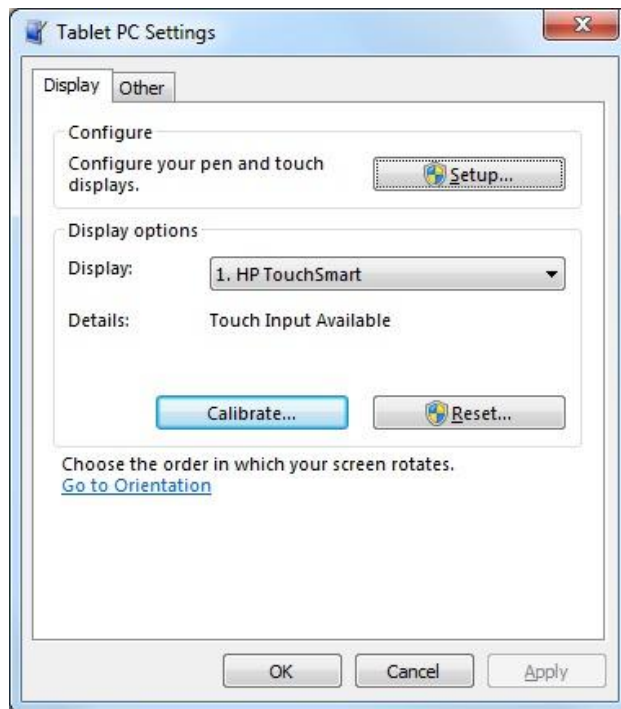 Tablet PC Settings
Display
Other
Configure
Configure your pen and touch
displays.
Setup...
Display options
Display:
1. HP TouchSmart
Details:
Touch Input Available
Calibrate...
Reset...
Choose the order in which your screen rotates.
Go to Orientation
OK
Cancel
Apply